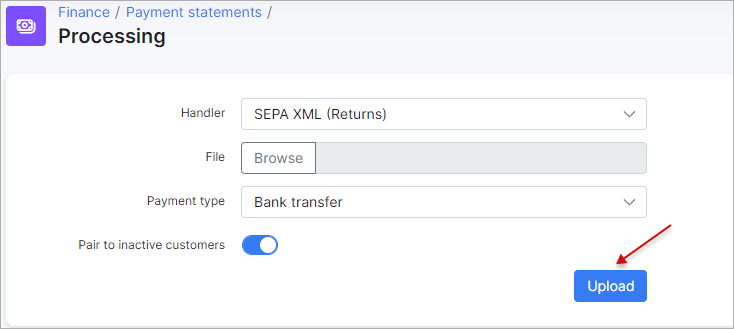 Finance / Payment statements /
Processing
Handler SEPA XML (Returns)
File Browse
Payment type Bank transfer
Pair to inactive customers
Upload